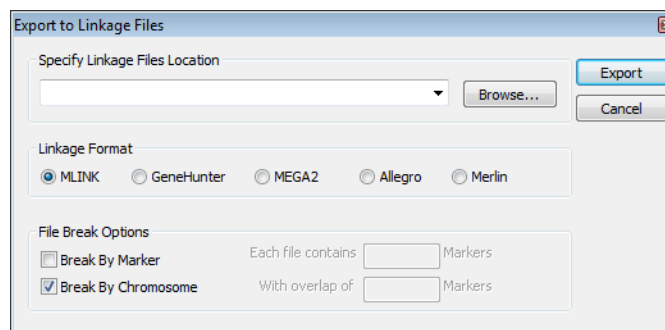 Export to Linkage Files
Specify Linkage Files Location
Browse...
Export
Cancel
Linkage Format
MLINK GeneHunter MEGA2 Allegro Merlin
File Break Options
Break By Marker Each file contains Markers
Break By Chromosome With overlap of Markers